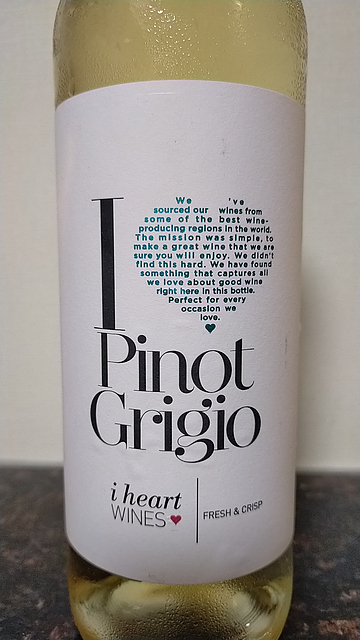 I
We 've
sourced our wines from
some of the best wine-
producing regions in the world.
The mission was simple, to
make a great wine that we are
sure you will enjoy. We didn't
find this hard. We have found
something that captures all
we love about good wine
right here in this bottle.
Perfect for every
occasion we
love.
Pinot
Grigio
i heart
WINES
FRESH & CRISP